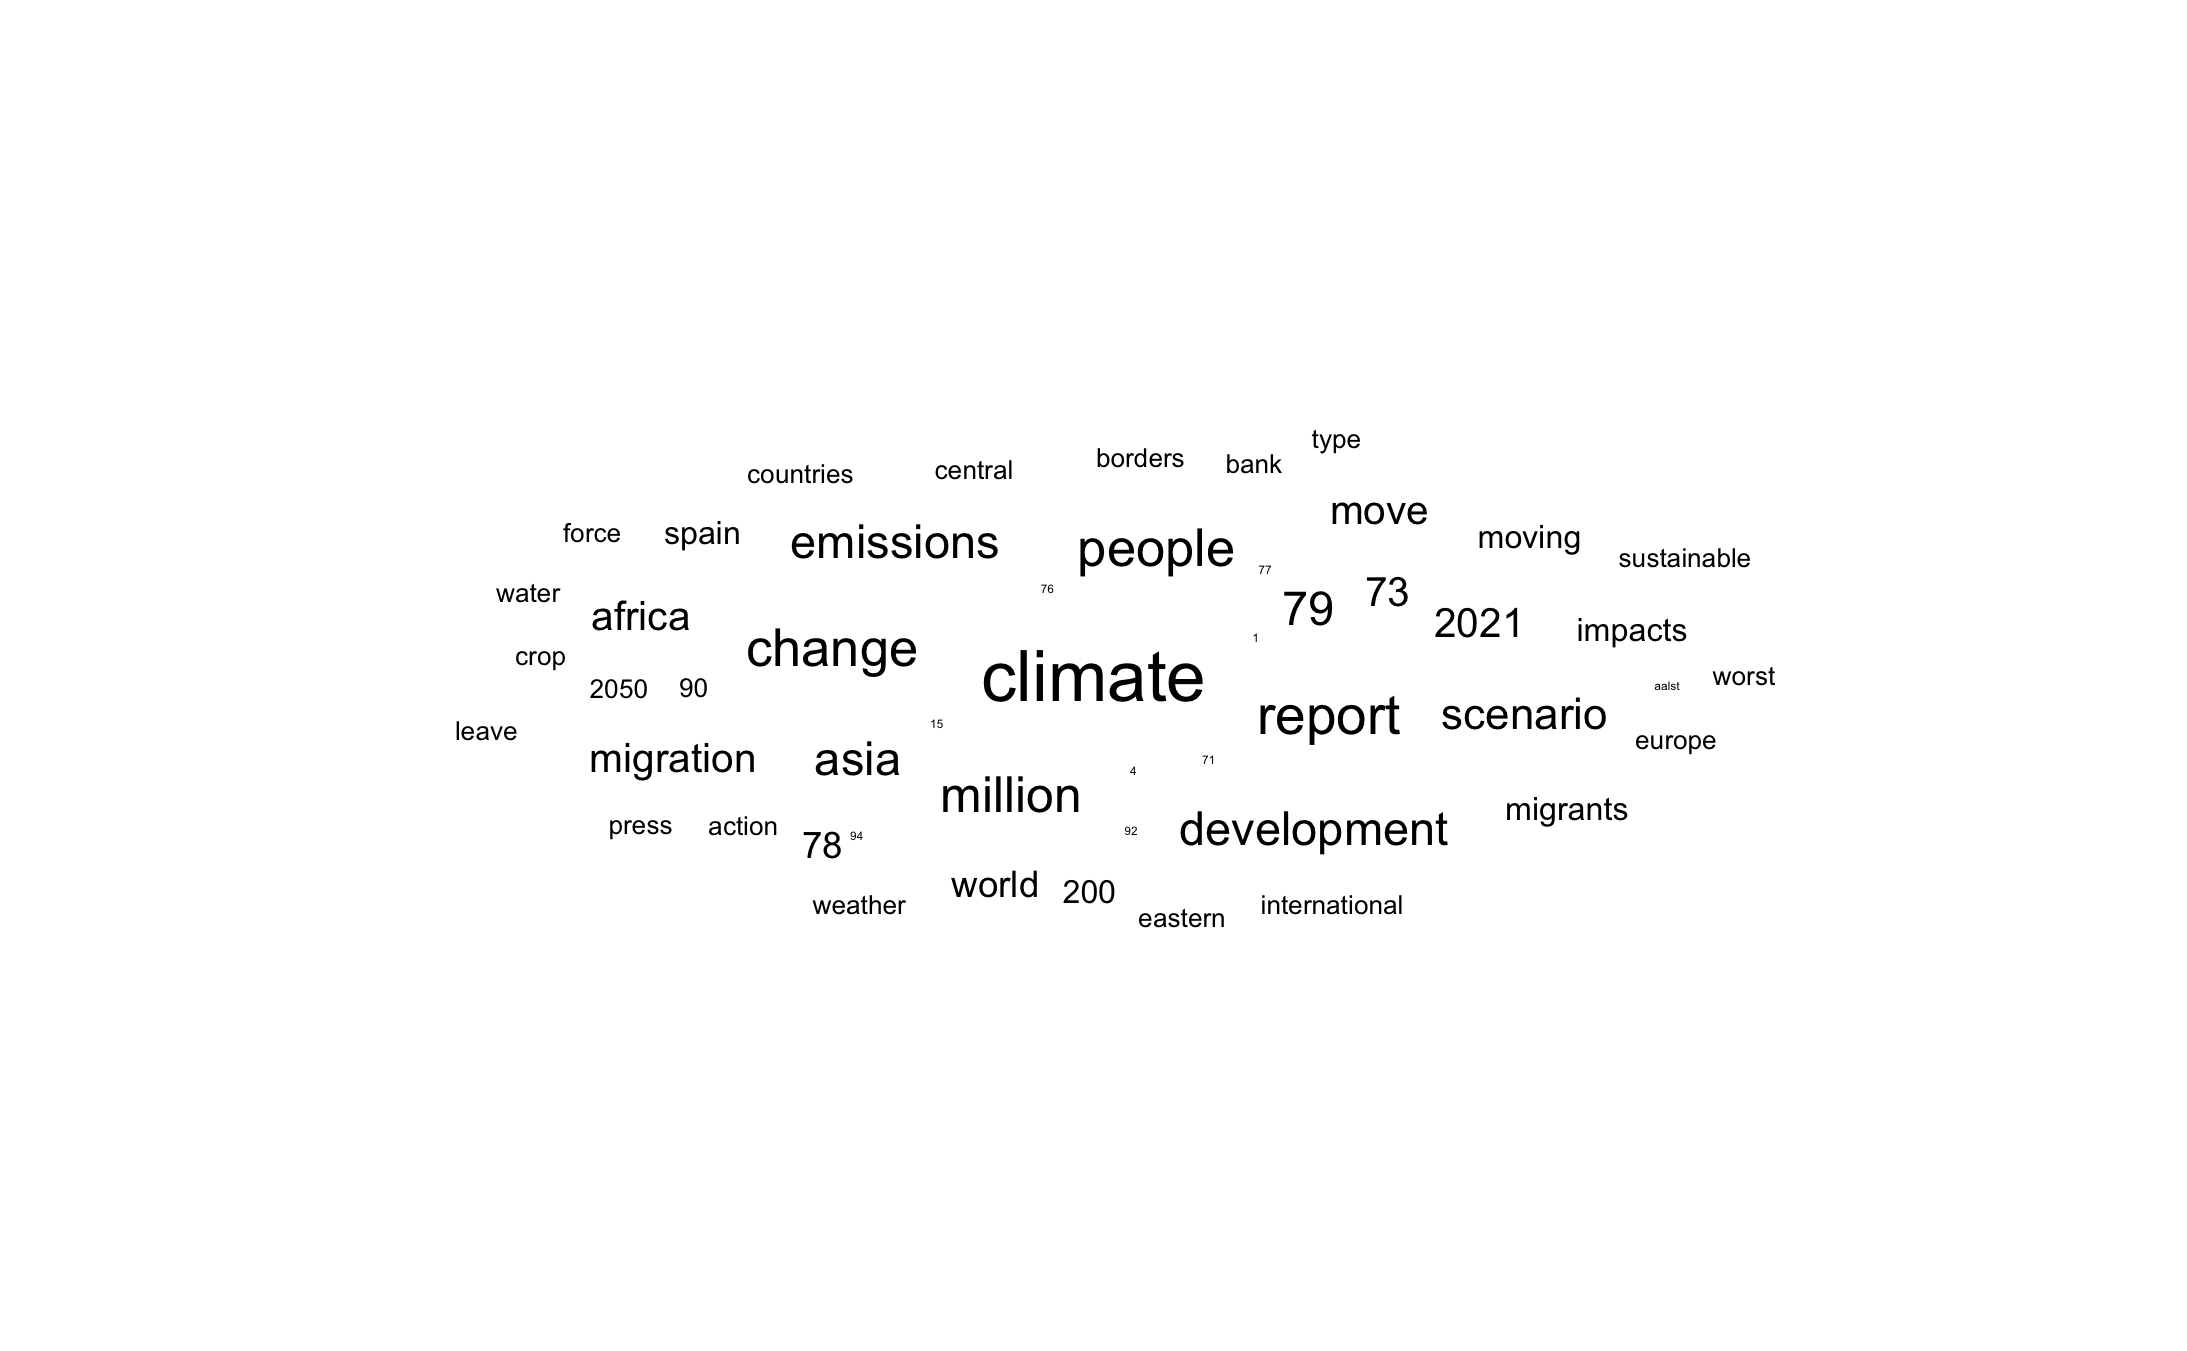 type
countries central borders bank
move
force spain emissions people moving
sustainable
water 76 77
africa 79 73 2021 impacts
change 1
crop climate
2050 90 aalst worst
leave 15 report scenario
europe
migration asia 4 71
million migrants
press action 78 94 92 development
world 200
weather eastern international